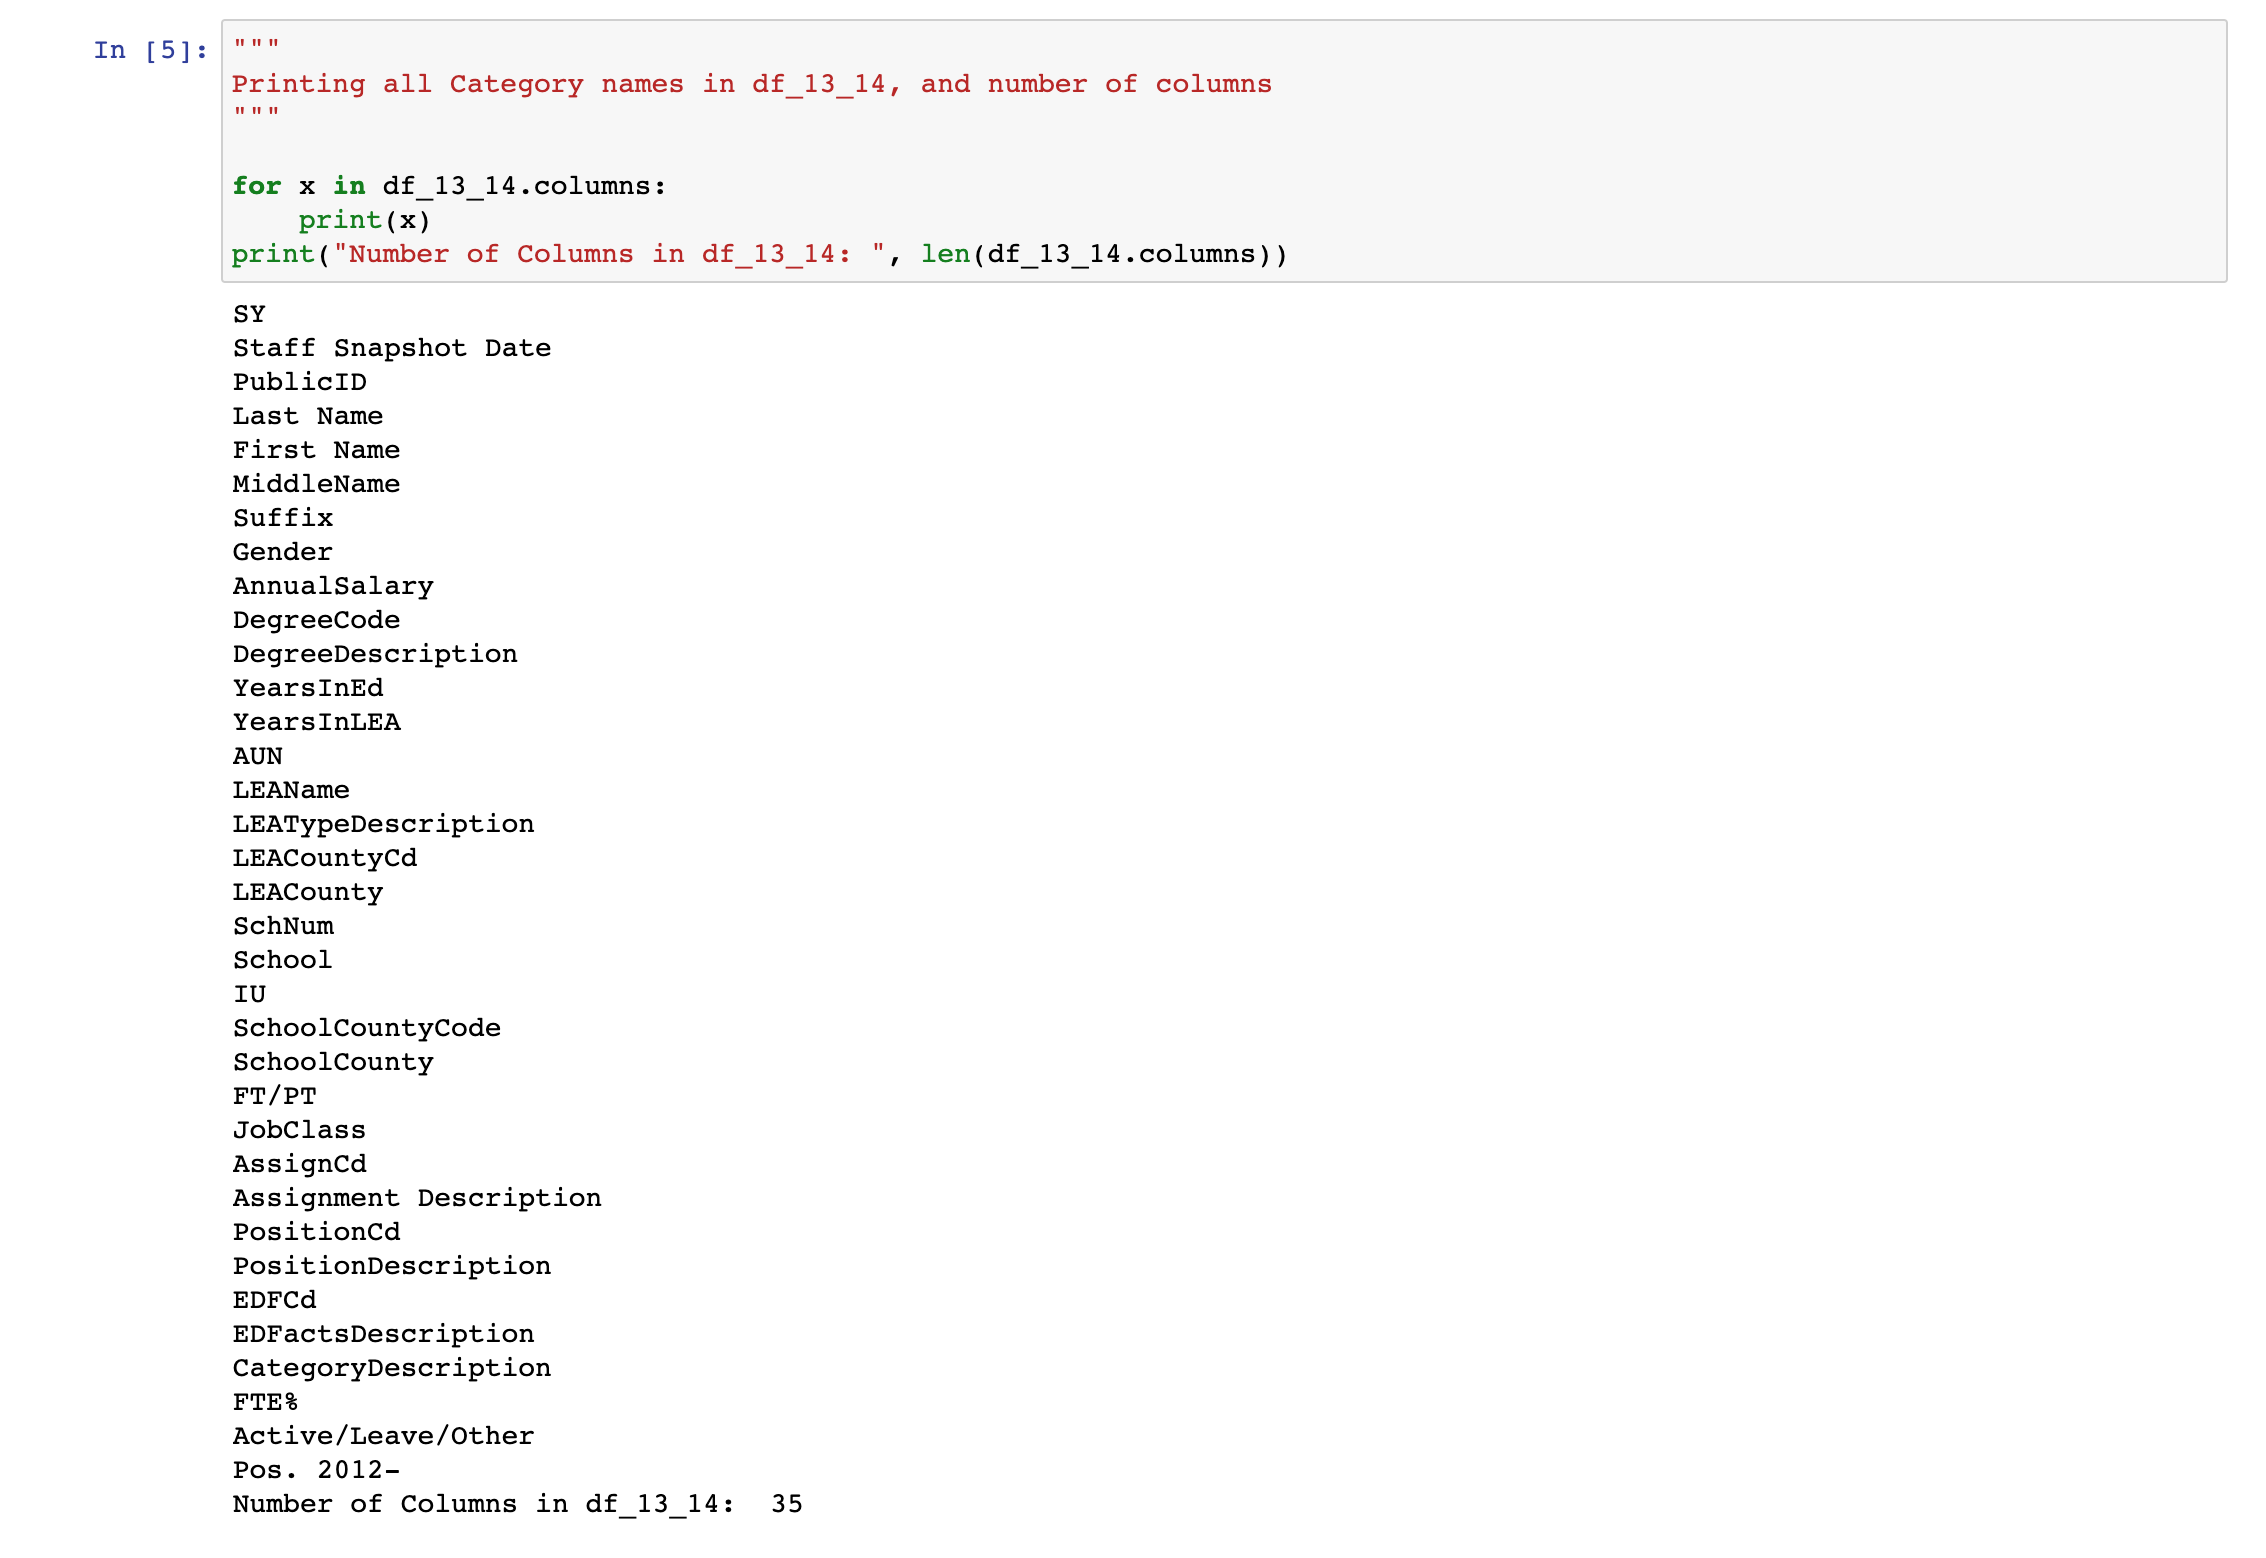 In [5]:
"""
Printing all Category names in df_13_14, and number of columns
"""
for x in df_13_14.columns:
    print(x)
print("Number of Columns in df_13_14: ", len(df_13_14.columns))
SY
Staff Snapshot Date
PublicID
Last Name
First Name
MiddleName
Suffix
Gender
AnnualSalary
DegreeCode
DegreeDescription
YearsInEd
YearsInLEA
AUN
LEAName
LEATypeDescription
LEACountyCd
LEACounty
SchNum
School
IU
SchoolCountyCode
SchoolCounty
FT/PT
JobClass
AssignCd
Assignment Description
PositionCd
PositionDescription
EDFCd
EDFactsDescription
CategoryDescription
FTE%
Active/Leave/Other
Pos. 2012-
Number of Columns in df_13_14:  35